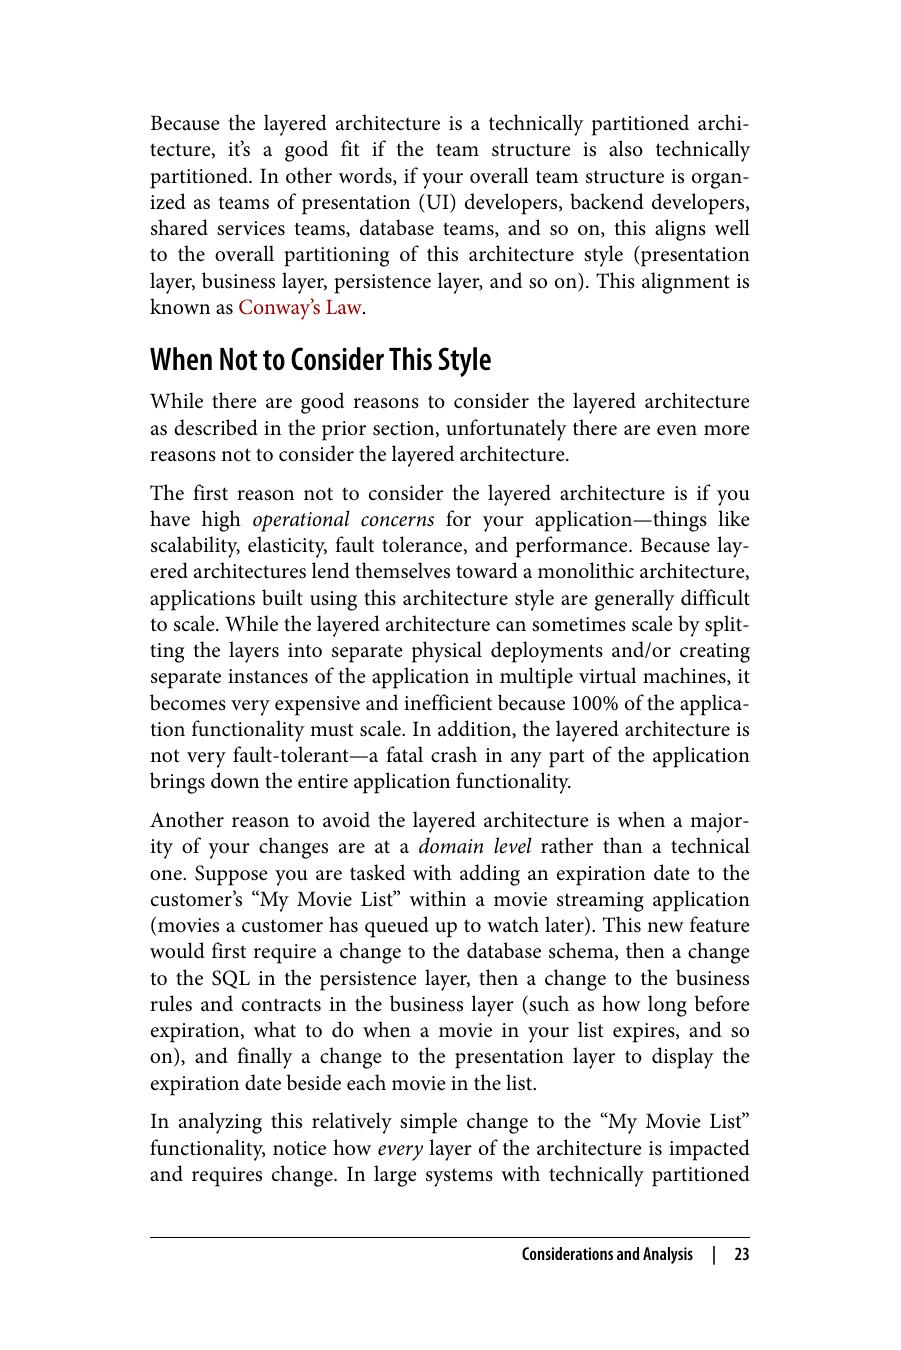 Because the layered architecture is a technically partitioned archi-
tecture, it’s a good fit if the team structure is also technically
partitioned. In other words, if your overall team structure is organ-
ized as teams of presentation (UI) developers, backend developers,
shared services teams, database teams, and so on, this aligns well
to the overall partitioning of this architecture style (presentation
layer, business layer, persistence layer, and so on). This alignment is
known as Conway’s Law.
When Not to Consider This Style
While there are good reasons to consider the layered architecture
as described in the prior section, unfortunately there are even more
reasons not to consider the layered architecture.
The first reason not to consider the layered architecture is if you
have high operational concerns for your application—things like
scalability, elasticity, fault tolerance, and performance. Because lay-
ered architectures lend themselves toward a monolithic architecture,
applications built using this architecture style are generally difficult
to scale. While the layered architecture can sometimes scale by split-
ting the layers into separate physical deployments and/or creating
separate instances of the application in multiple virtual machines, it
becomes very expensive and inefficient because 100% of the applica-
tion functionality must scale. In addition, the layered architecture is
not very fault-tolerant—a fatal crash in any part of the application
brings down the entire application functionality.
Another reason to avoid the layered architecture is when a major-
ity of your changes are at a domain level rather than a technical
one. Suppose you are tasked with adding an expiration date to the
customer’s “My Movie List” within a movie streaming application
(movies a customer has queued up to watch later). This new feature
would first require a change to the database schema, then a change
to the SQL in the persistence layer, then a change to the business
rules and contracts in the business layer (such as how long before
expiration, what to do when a movie in your list expires, and so
on), and finally a change to the presentation layer to display the
expiration date beside each movie in the list.
In analyzing this relatively simple change to the “My Movie List”
functionality, notice how every layer of the architecture is impacted
and requires change. In large systems with technically partitioned
Considerations and Analysis | 23